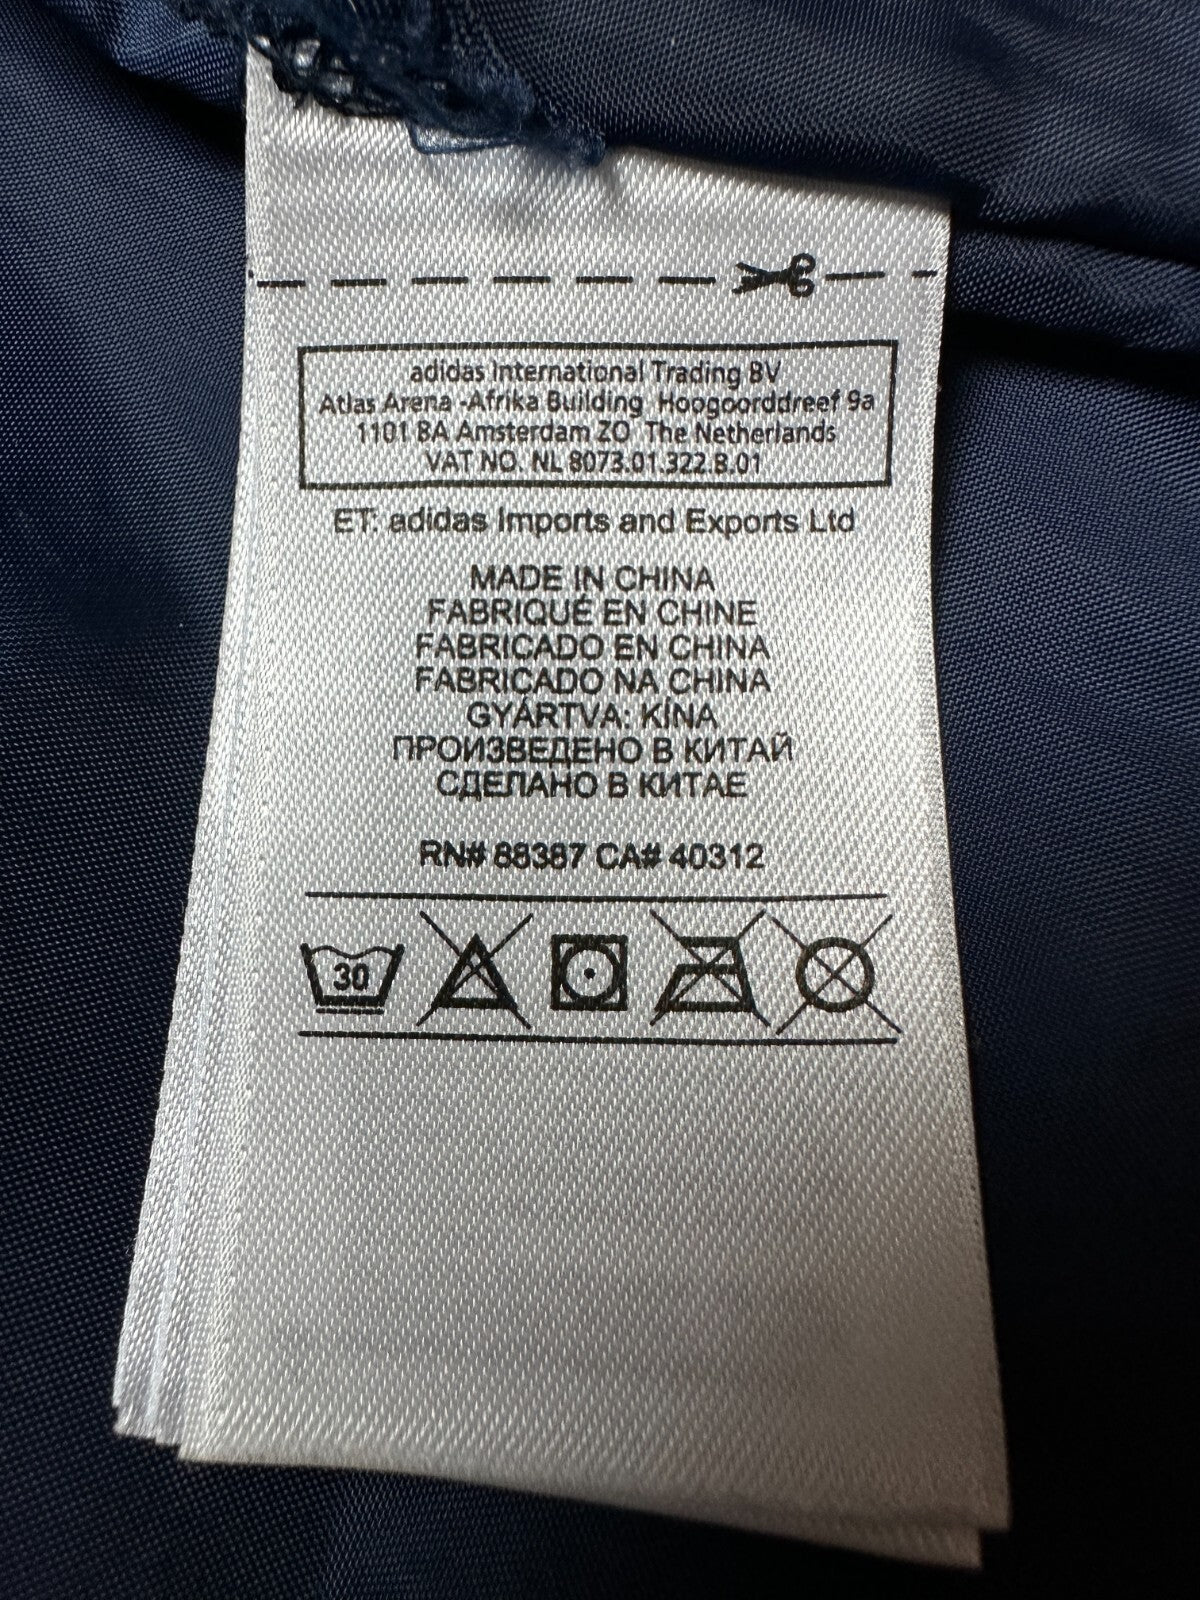 adidas International Trading BV
Atlas Arena -Afrika Building Hoogoorddreef 9a
1101 BA Amsterdam ZO The Netherlands
VAT NO. NL 8073.01.322.B.01
ET: adidas Imports and Exports Ltd
MADE IN CHINA
FABRIQUÉ EN CHINE
FABRICADO EN CHINA
FABRICADO NA CHINA
GYÁRTVA: KÍNA
ПРОИЗВЕДЕНО В КИТАЙ
СДЕЛАНО В КИТАЕ
RN# 88387 CA# 40312
30